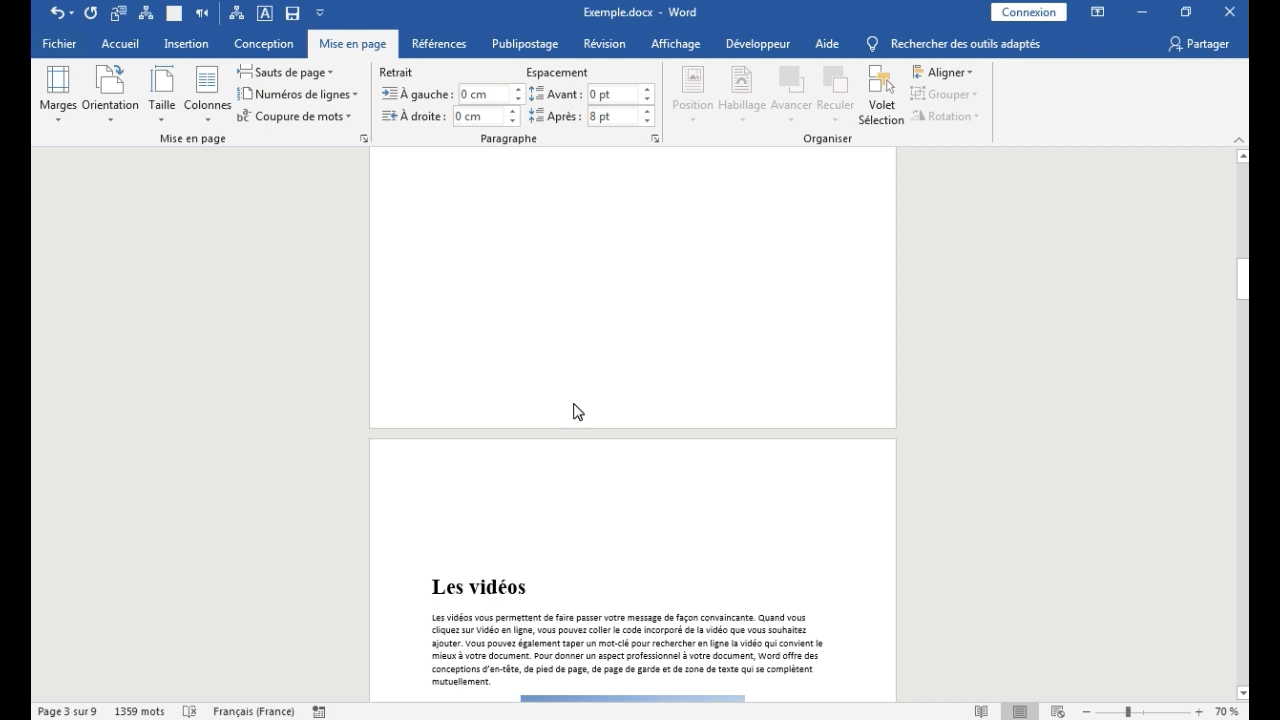 Exemple.docx - Word
Connexion
Fichier Accueil Insertion Conception Mise en page Références Publipostage Révision Affichage Développeur Aide Rechercher des outils adaptés Partager
Marges Orientation Taille Colonnes
Sauts de page
Numéros de lignes
Coupure de mots
Mise en page
Retrait Espacement
À gauche : 0 cm Avant : 0 pt
À droite : 0 cm Après : 8 pt
Paragraphe
Position Habillage Avancer Reculer Volet Sélection
Aligner
Grouper
Rotation
Organiser
Les vidéos
Les vidéos vous permettent de faire passer votre message de façon convaincante. Quand vous
cliquez sur Vidéo en ligne, vous pouvez coller le code incorporé de la vidéo que vous souhaitez
ajouter. Vous pouvez également taper un mot-clé pour rechercher en ligne la vidéo qui convient le
mieux à votre document. Pour donner un aspect professionnel à votre document, Word offre des
conceptions d'en-tête, de pied de page, de page de garde et de zone de texte qui se complètent
mutuellement.
Page 3 sur 9 1359 mots Français (France) 70 %